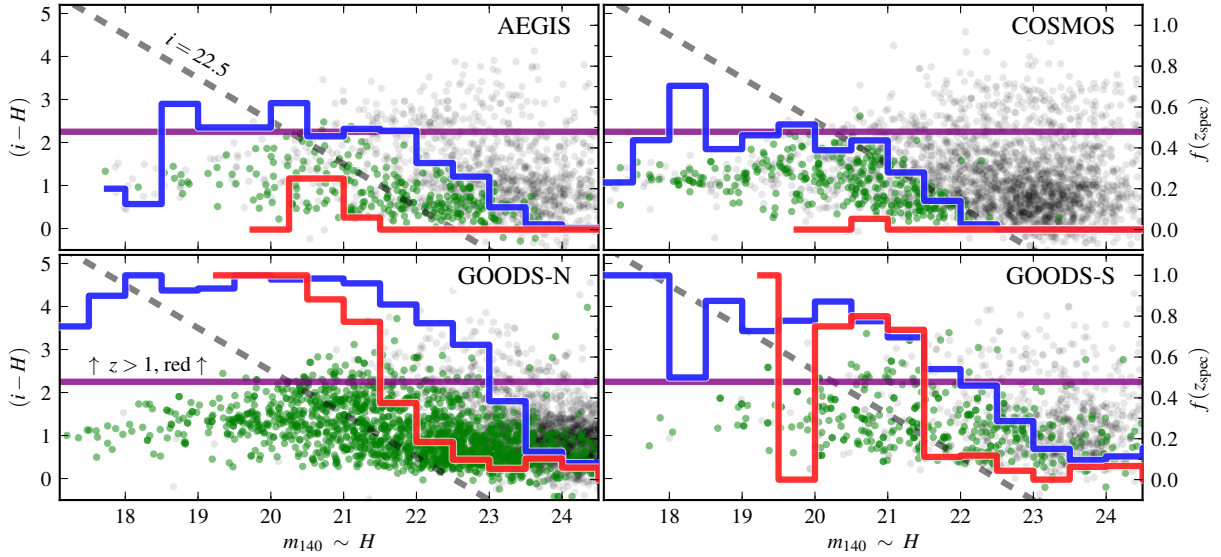 AEGIS
COSMOS
i = 22.5
(i−H)
5
4
3
2
1
0
1.0
0.8
0.6
0.4
0.2
0.0
f(z_spec)
GOODS-N
GOODS-S
↑ z > 1, red ↑
(i−H)
5
4
3
2
1
0
1.0
0.8
0.6
0.4
0.2
0.0
f(z_spec)
18 19 20 21 22 23 24
18 19 20 21 22 23 24
m₁₄₀ ∼ H
m₁₄₀ ∼ H